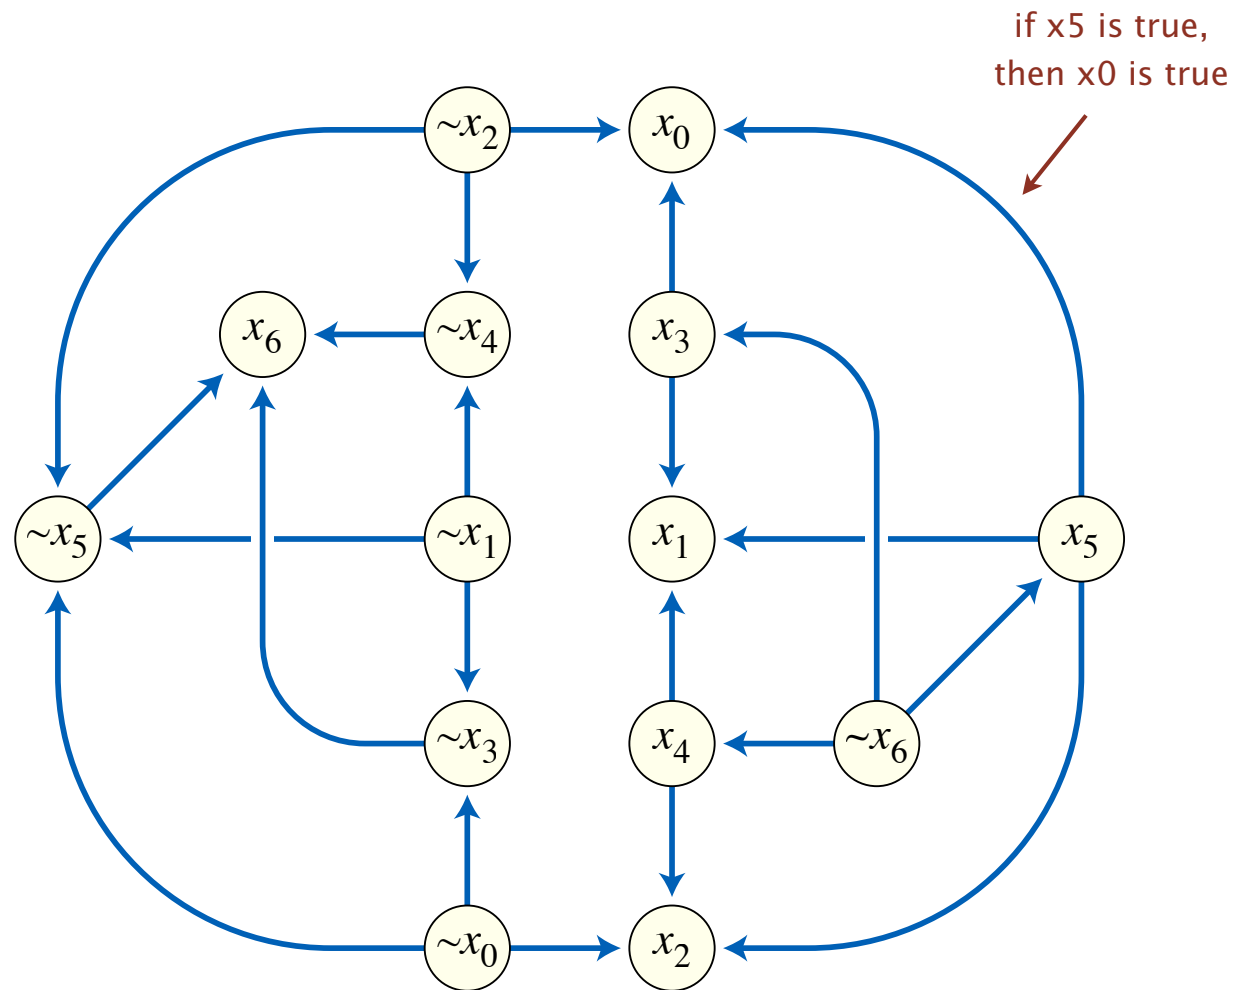 if x5 is true,
then x0 is true
~x2
x0
x6
~x4
x3
~x5
~x1
x1
x5
~x3
x4
~x6
~x0
x2